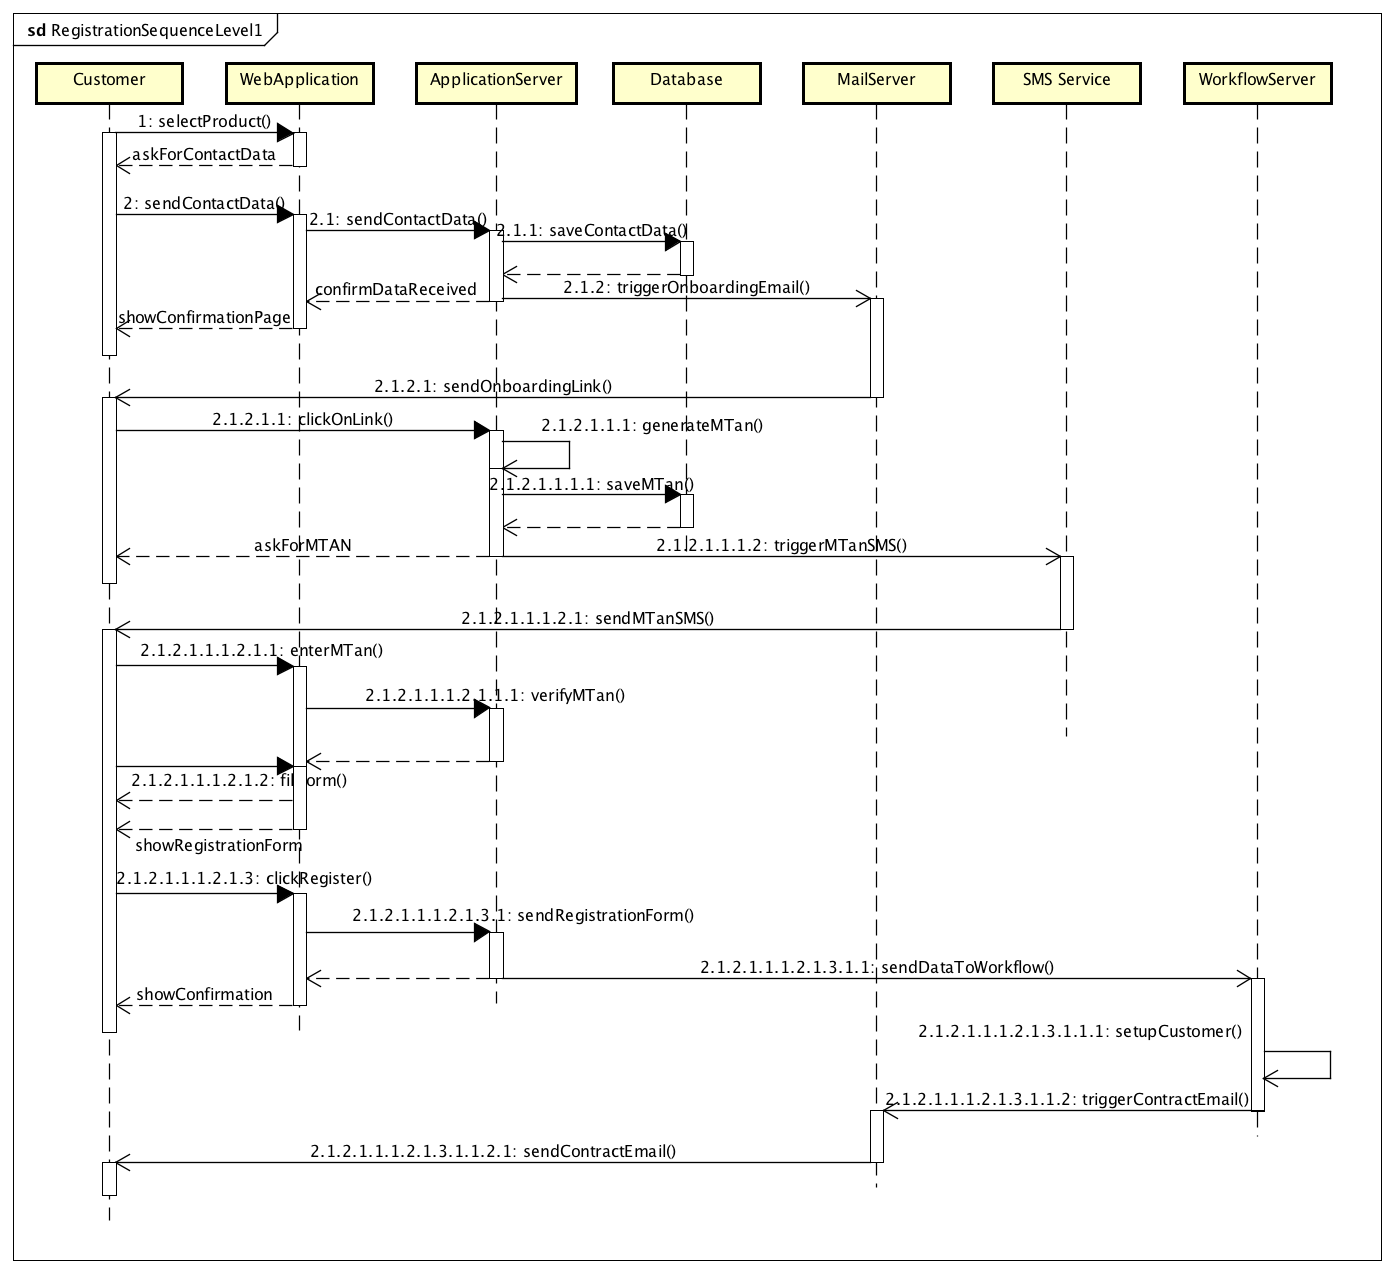 sd RegistrationSequenceLevel1
Customer
WebApplication
ApplicationServer
Database
MailServer
SMS Service
WorkflowServer
1: selectProduct()
askForContactData
2: sendContactData()
2.1: sendContactData()
2.1.1: saveContactData()
confirmDataReceived
2.1.2: triggerOnboardingEmail()
showConfirmationPage
2.1.2.1: sendOnboardingLink()
2.1.2.1.1: clickOnLink()
2.1.2.1.1.1: generateMTan()
2.1.2.1.1.1.1: saveMTan()
askForMTAN
2.1.2.1.1.1.2: triggerMTanSMS()
2.1.2.1.1.1.2.1: sendMTanSMS()
2.1.2.1.1.1.2.1.1: enterMTan()
2.1.2.1.1.1.2.1.1.1: verifyMTan()
2.1.2.1.1.1.2.1.2: fillForm()
showRegistrationForm
2.1.2.1.1.1.2.1.3: clickRegister()
2.1.2.1.1.1.2.1.3.1: sendRegistrationForm()
2.1.2.1.1.1.2.1.3.1.1: sendDataToWorkflow()
showConfirmation
2.1.2.1.1.1.2.1.3.1.1.1: setupCustomer()
2.1.2.1.1.1.2.1.3.1.1.2: triggerContractEmail()
2.1.2.1.1.1.2.1.3.1.1.2.1: sendContractEmail()